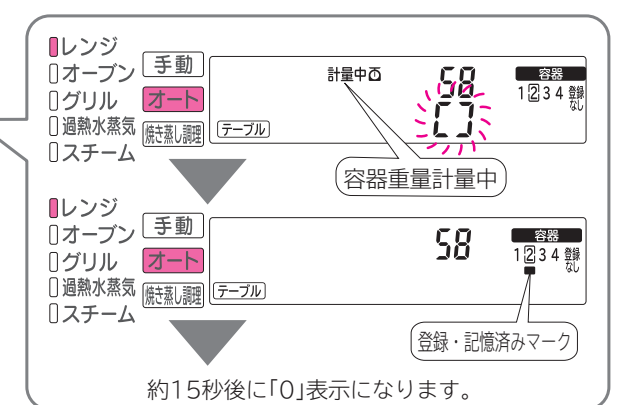 レンジ
オーブン
グリル
過熱水蒸気
スチーム
手動
オート
焼き蒸し調理
テーブル
計量中
58
容器
1 2 3 4 登録なし
容器重量計量中
レンジ
オーブン
グリル
過熱水蒸気
スチーム
手動
オート
焼き蒸し調理
テーブル
58
容器
1 2 3 4 登録なし
登録・記憶済みマーク
約15秒後に「0」表示になります。